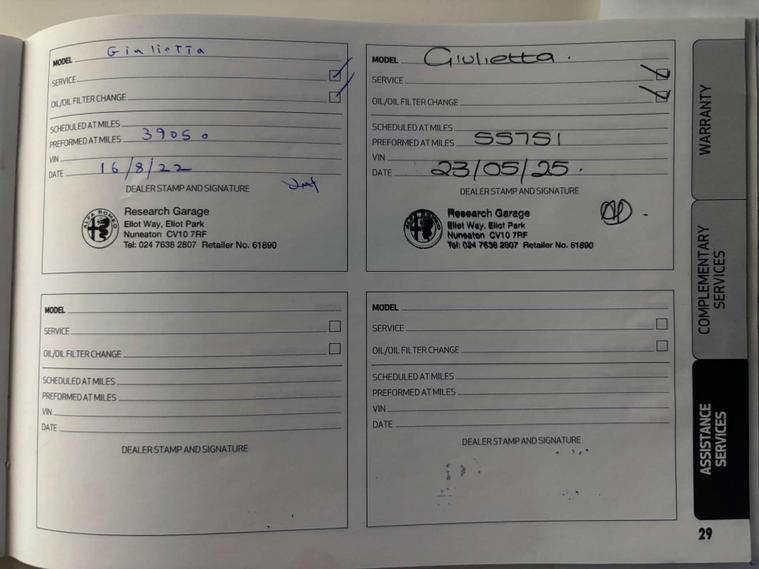 MODEL Giulietta
SERVICE
OIL/OIL FILTER CHANGE
SCHEDULED AT MILES
PREFORMED AT MILES 39050
VIN
DATE 16/8/22
DEALER STAMP AND SIGNATURE
ALFA ROMEO
Research Garage
Eliot Way, Eliot Park
Nuneaton CV10 7RF
Tel: 024 7638 2807 Retailer No. 61890
MODEL Giulietta.
SERVICE
OIL/OIL FILTER CHANGE
SCHEDULED AT MILES
PREFORMED AT MILES 55751
VIN
DATE 23/05/25.
DEALER STAMP AND SIGNATURE
Research Garage
Eliot Way, Eliot Park
Nuneaton CV10 7RF
Tel: 024 7638 2807 Retailer No. 61890
MODEL
SERVICE
OIL/OIL FILTER CHANGE
SCHEDULED AT MILES
PREFORMED AT MILES
VIN
DATE
DEALER STAMP AND SIGNATURE
MODEL
SERVICE
OIL/OIL FILTER CHANGE
SCHEDULED AT MILES
PREFORMED AT MILES
VIN
DATE
DEALER STAMP AND SIGNATURE
WARRANTY
COMPLEMENTARY
SERVICES
ASSISTANCE
SERVICES
29